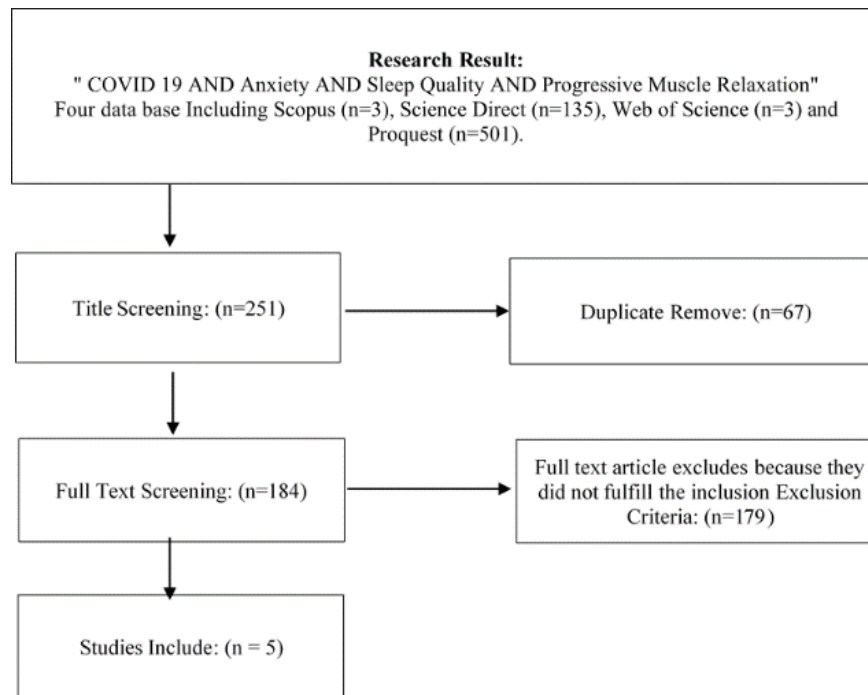 Research Result:
" COVID 19 AND Anxiety AND Sleep Quality AND Progressive Muscle Relaxation"
Four data base Including Scopus (n=3), Science Direct (n=135), Web of Science (n=3) and
Proquest (n=501).
Title Screening: (n=251)
Duplicate Remove: (n=67)
Full Text Screening: (n=184)
Full text article excludes because they
did not fulfill the inclusion Exclusion
Criteria: (n=179)
Studies Include: (n = 5)